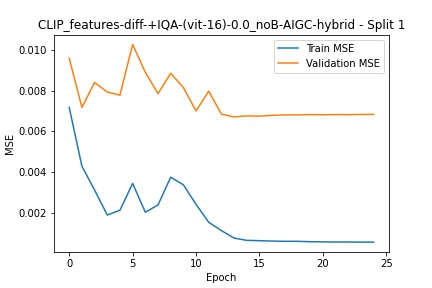 CLIP_features-diff-+IQA-(vit-16)-0.0_noB-AIGC-hybrid - Split 1
Train MSE
Validation MSE
0.010
0.008
0.006
0.004
0.002
MSE
0 5 10 15 20 25
Epoch